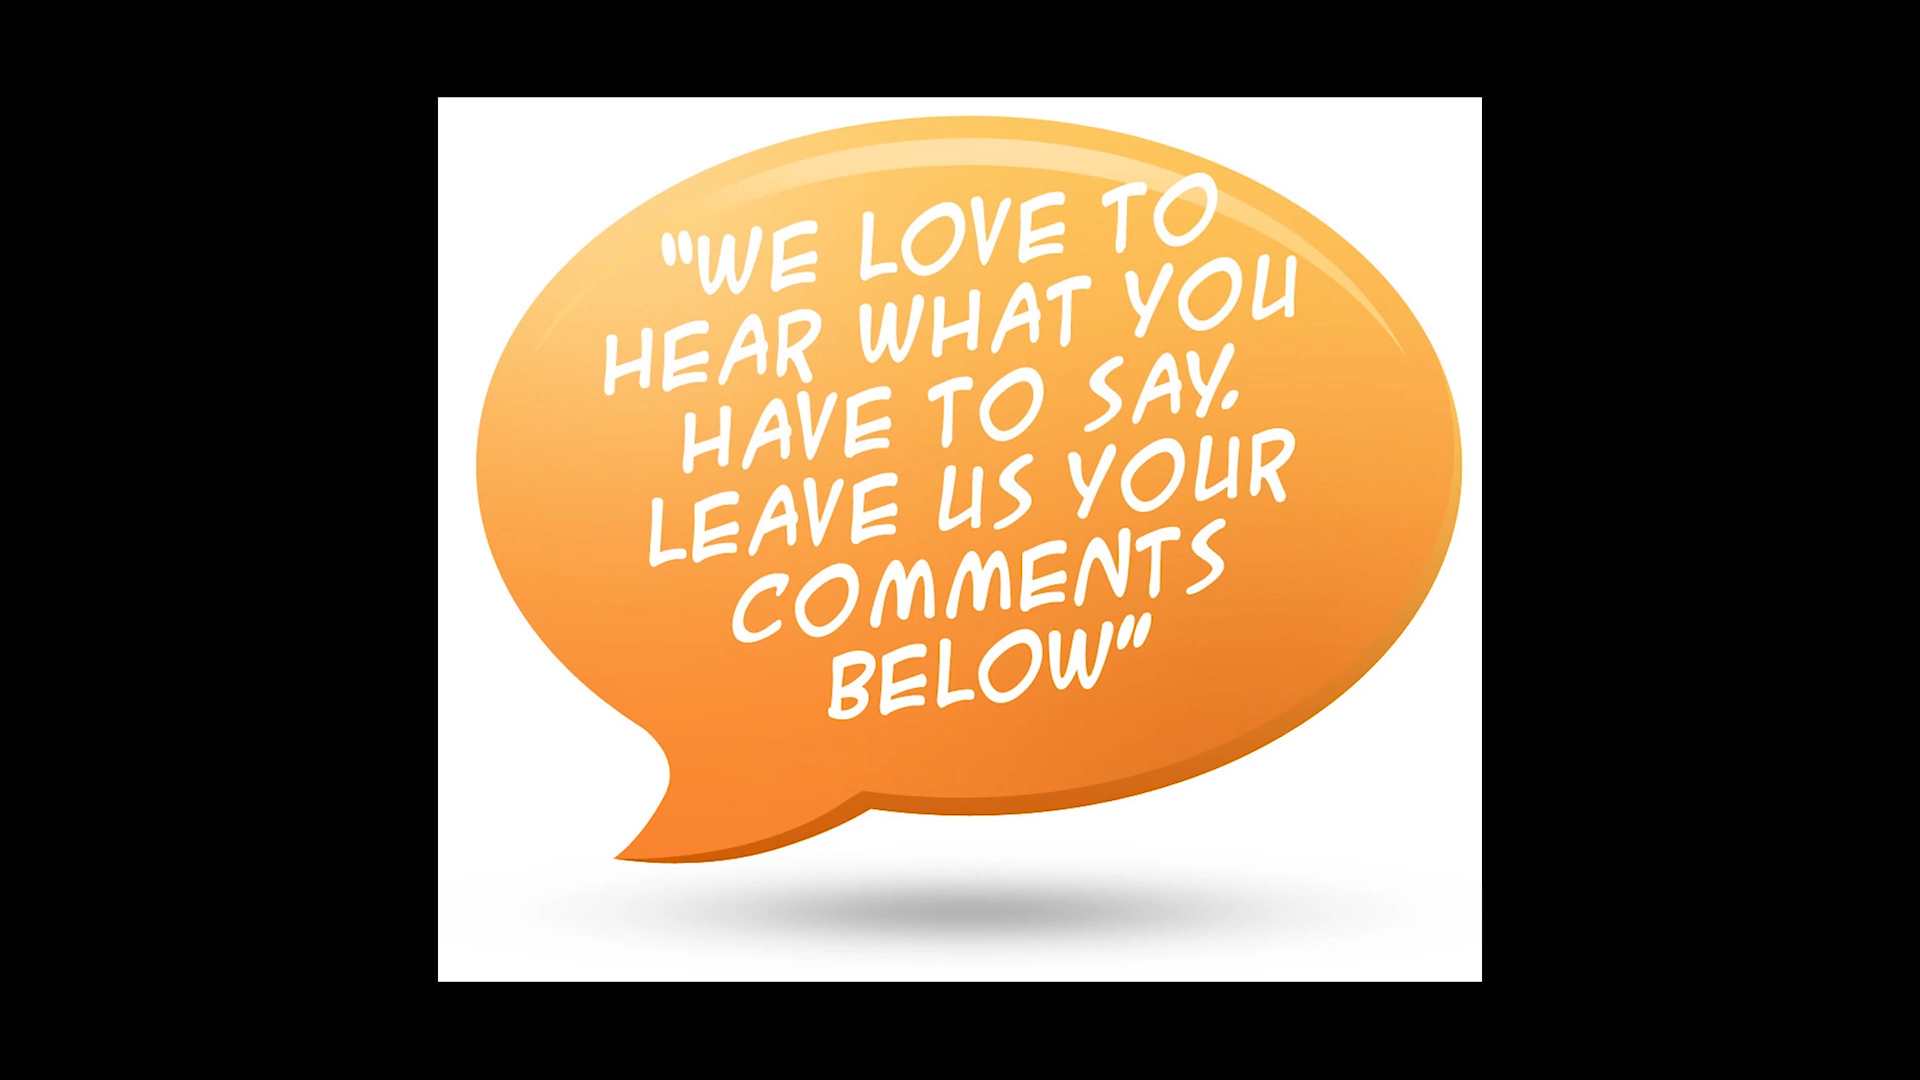 "WE LOVE TO
HEAR WHAT YOU
HAVE TO SAY.
LEAVE US YOUR
COMMENTS
BELOW"